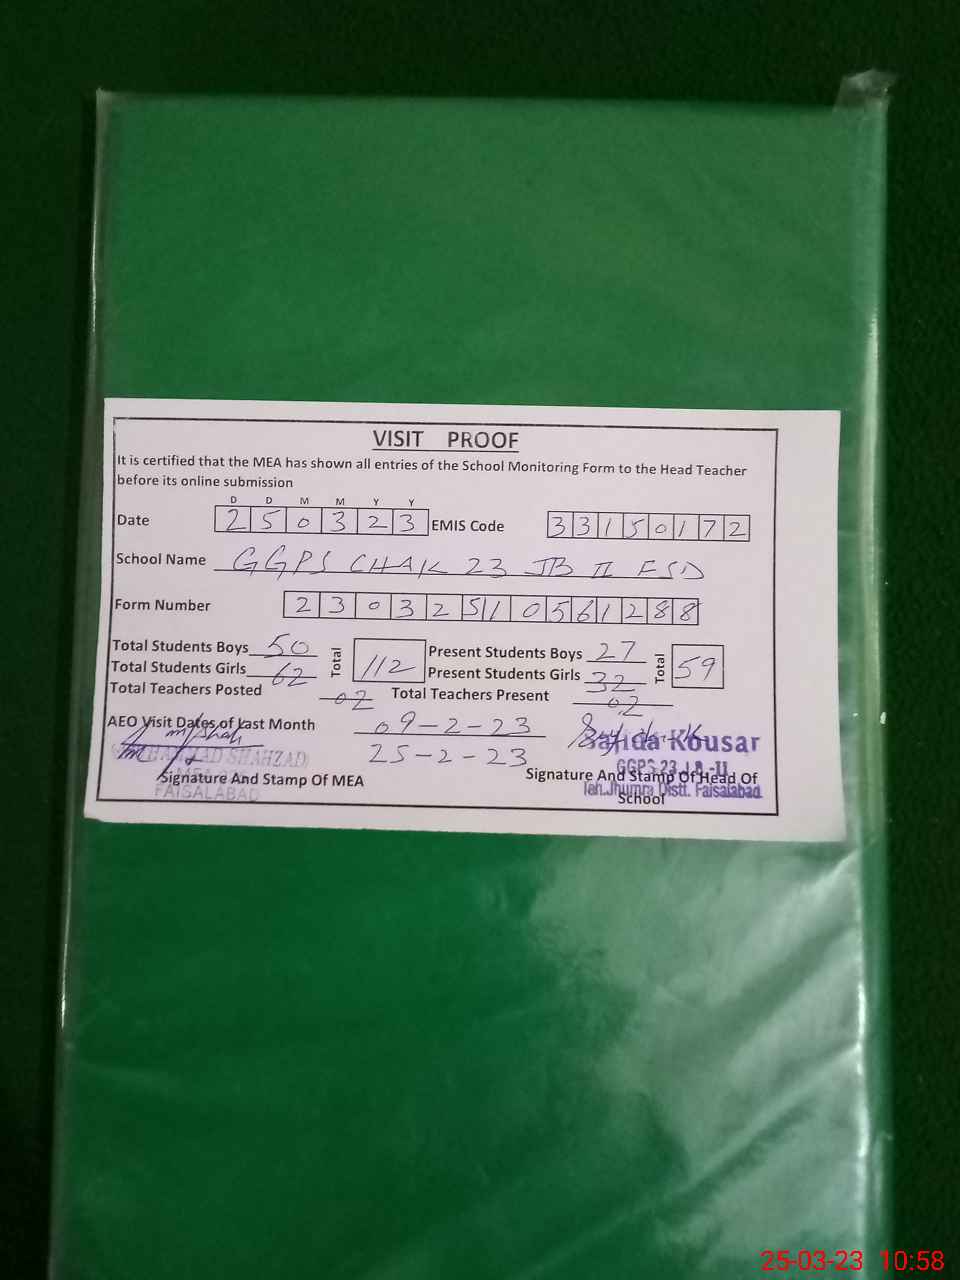 VISIT PROOF
It is certified that the MEA has shown all entries of the School Monitoring Form to the Head Teacher
before its online submission
D D M M Y Y
Date 2 5 0 3 2 3 EMIS Code 3 3 1 5 0 1 7 2
School Name GGPS CHAK 23 JB II FSD
Form Number 2 3 0 3 2 5 1 0 5 6 1 2 8 8
Total Students Boys 50 Total 112 Present Students Boys 27 Total 59
Total Students Girls 62 Present Students Girls 32
Total Teachers Posted 02 Total Teachers Present 02
AEO Visit Dates of Last Month 09-2-23
25-2-23
SHAHZAD
FAISALABAD
Signature And Stamp Of MEA
Sajida Kousar
GGPS 23 J.B-II
Teh.Jhumra Distt. Faisalabad
Signature And Stamp Of Head Of
School
25-03-23 10:58